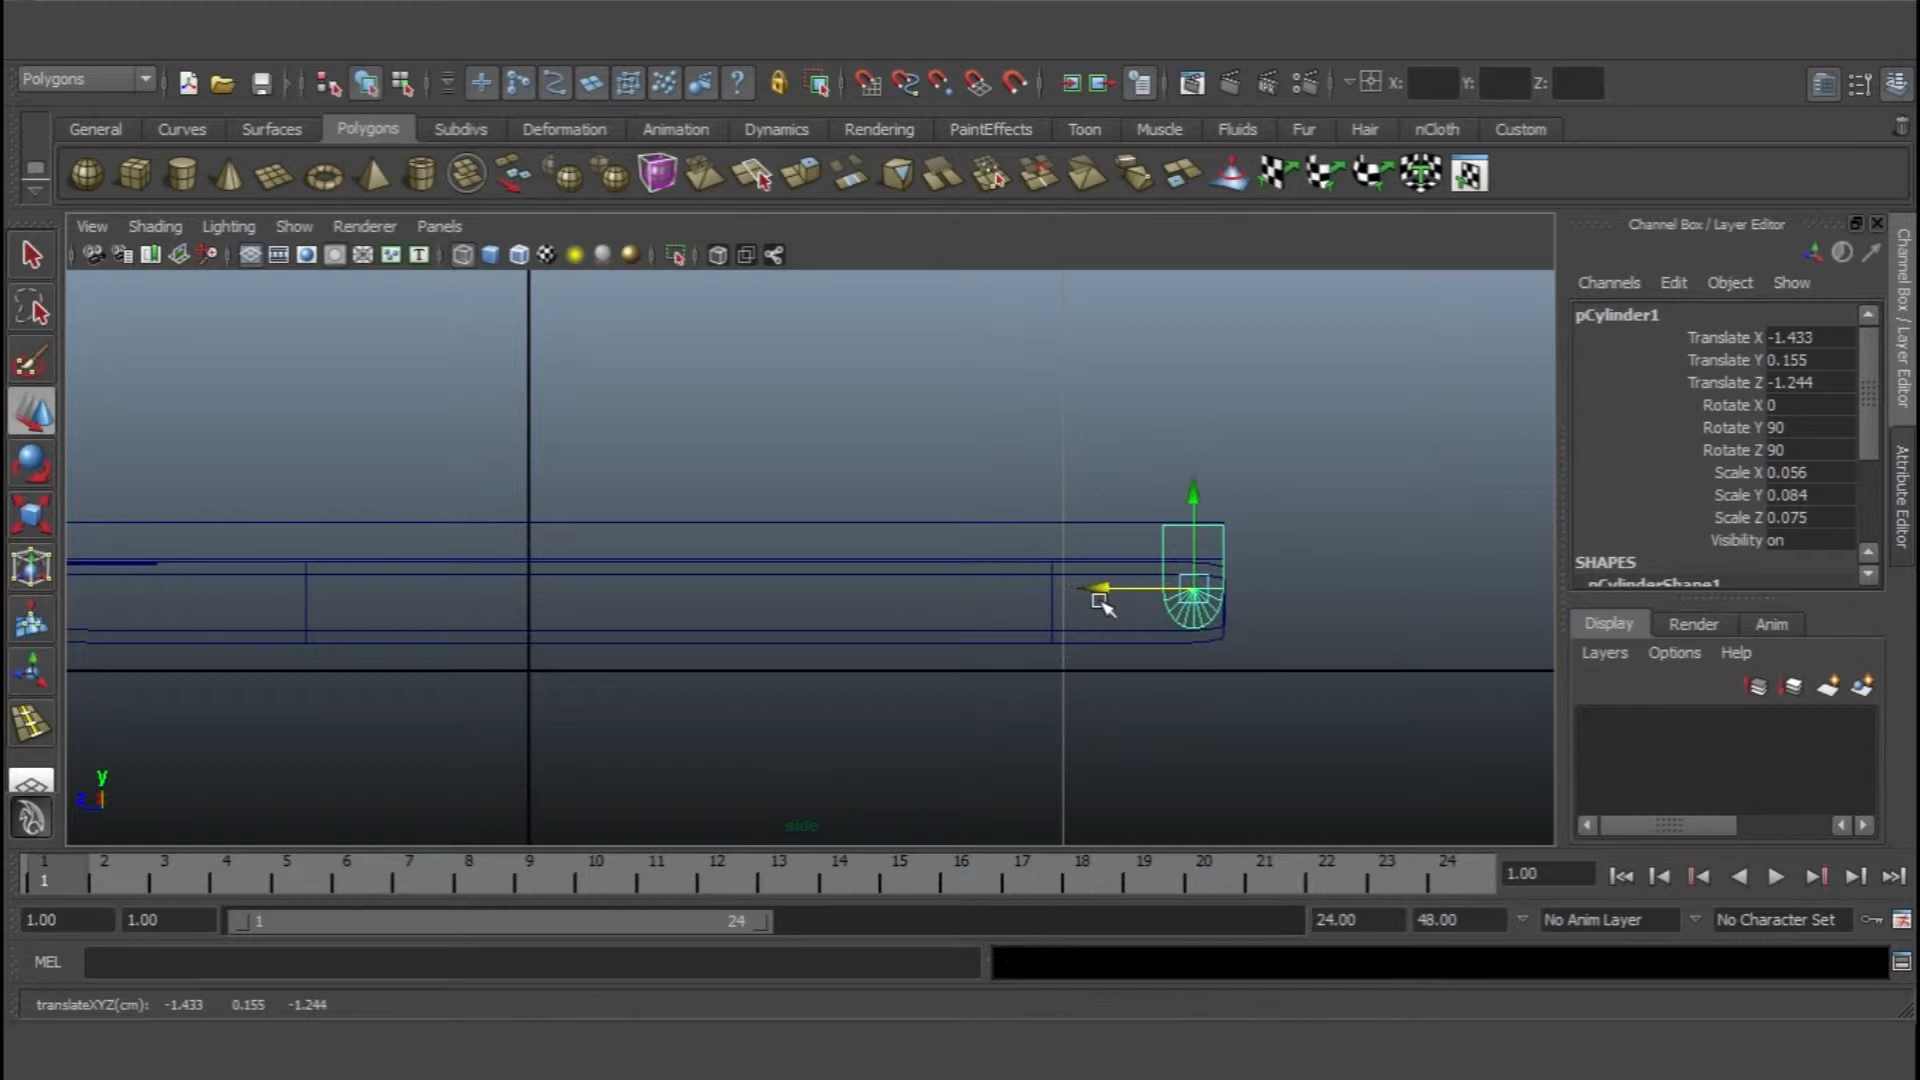 Polygons
X: Y: Z:
General Curves Surfaces Polygons Subdivs Deformation Animation Dynamics Rendering PaintEffects Toon Muscle Fluids Fur Hair nCloth Custom
View Shading Lighting Show Renderer Panels
Channel Box / Layer Editor
Channels Edit Object Show
pCylinder1
Translate X -1.433
Translate Y 0.155
Translate Z -1.244
Rotate X 0
Rotate Y 90
Rotate Z 90
Scale X 0.056
Scale Y 0.084
Scale Z 0.075
Visibility on
SHAPES
pCylinderShape1
Channel Box / Layer Editor
Attribute Editor
Display Render Anim
Layers Options Help
y
z
side
1 2 3 4 5 6 7 8 9 10 11 12 13 14 15 16 17 18 19 20 21 22 23 24
1
1.00
1.00 1.00 1 24 24.00 48.00 No Anim Layer No Character Set
MEL
translateXYZ(cm): -1.433 0.155 -1.244